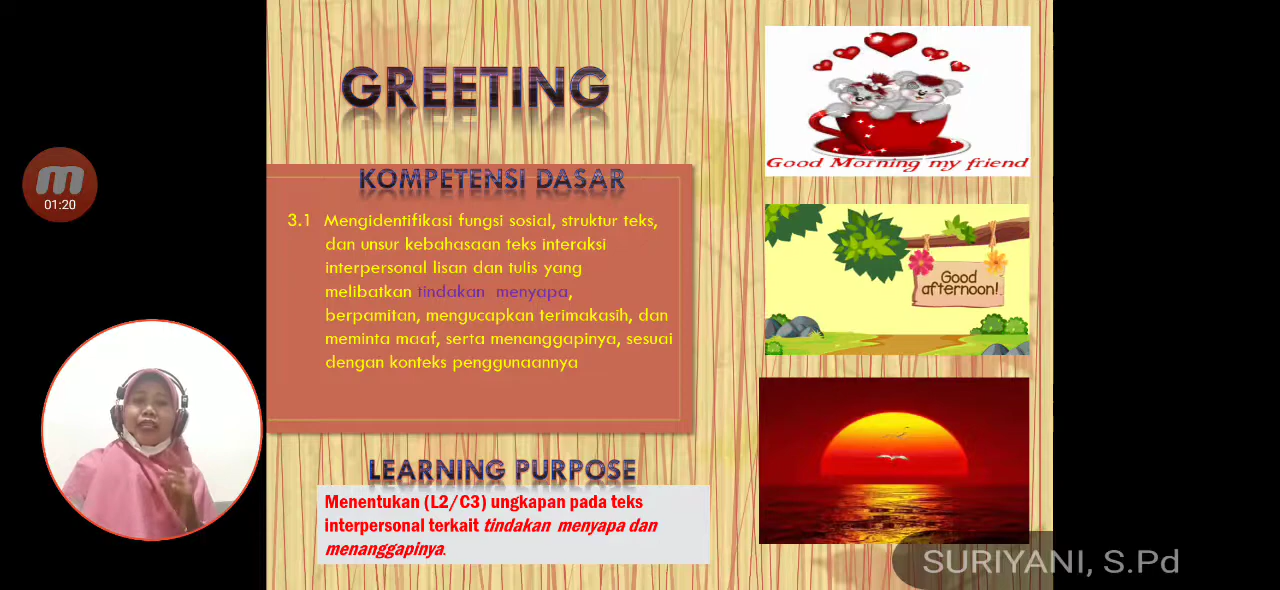 GREETING
KOMPETENSI DASAR
3.1 Mengidentifikasi fungsi sosial, struktur teks,
dan unsur kebahasaan teks interaksi
interpersonal lisan dan tulis yang
melibatkan tindakan menyapa,
berpamitan, mengucapkan terimakasih, dan
meminta maaf, serta menanggapinya, sesuai
dengan konteks penggunaannya
LEARNING PURPOSE
Menentukan (L2/C3) ungkapan pada teks
interpersonal terkait tindakan menyapa dan
menanggapinya.
Good Morning my friend
Good
afternoon!
m
01:20
SURIYANI, S.Pd